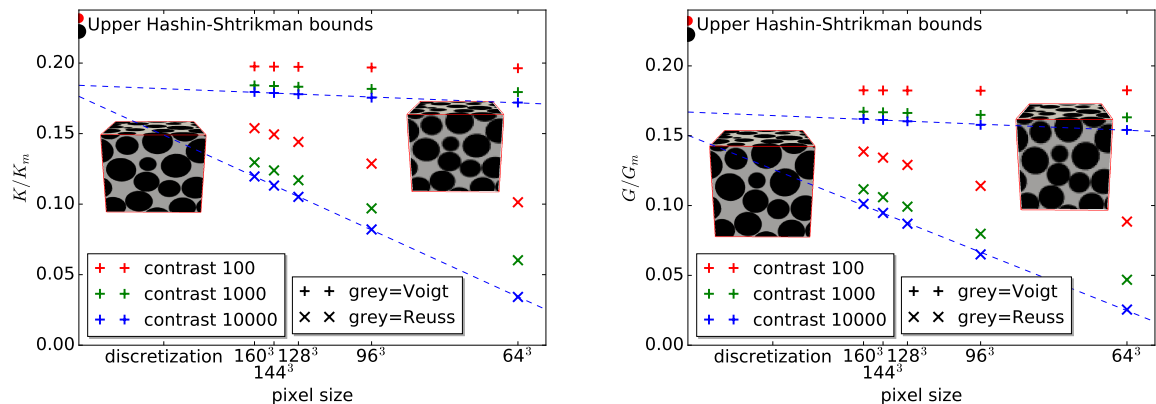 Upper Hashin-Shtrikman bounds
0.20
0.15
0.10
0.05
0.00
K/Kₘ
contrast 100
contrast 1000
contrast 10000
grey=Voigt
grey=Reuss
discretization 160³ 128³ 96³ 64³
144³
pixel size
Upper Hashin-Shtrikman bounds
0.20
0.15
0.10
0.05
0.00
G/Gₘ
contrast 100
contrast 1000
contrast 10000
grey=Voigt
grey=Reuss
discretization 160³ 128³ 96³ 64³
144³
pixel size